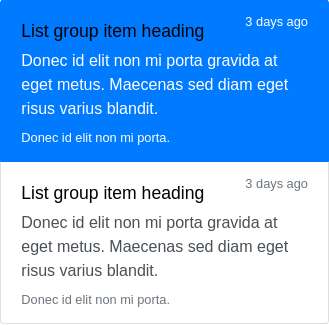 List group item heading 3 days ago
Donec id elit non mi porta gravida at
eget metus. Maecenas sed diam eget
risus varius blandit.
Donec id elit non mi porta.
List group item heading 3 days ago
Donec id elit non mi porta gravida at
eget metus. Maecenas sed diam eget
risus varius blandit.
Donec id elit non mi porta.